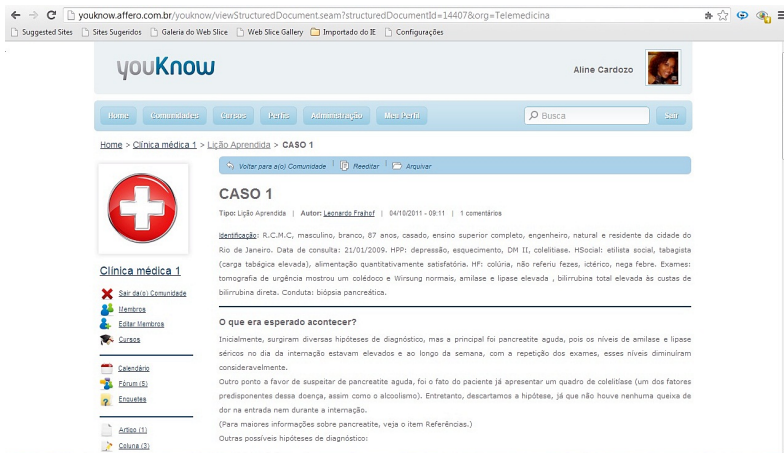 youknow.affero.com.br/youknow/viewStructuredDocument.seam?structuredDocumentId=14407&org=Telemedicina
Suggested Sites Sites Sugeridos Galeria do Web Slice Web Slice Gallery Importado do IE Configurações
youKnow
Aline Cardozo
Home Comunidades Cursos Perfis Administração Meu Perfil Busca Sair
Home > Clínica médica 1 > Lição Aprendida > CASO 1
Voltar para a(o) Comunidade | Reeditar | Arquivar
CASO 1
Tipo: Lição Aprendida | Autor: Leonardo Frajhof | 04/10/2011 - 09:11 | 1 comentários
Identificação: R.C.M.C, masculino, branco, 87 anos, casado, ensino superior completo, engenheiro, natural e residente da cidade do
Rio de Janeiro. Data de consulta: 21/01/2009. HPP: depressão, esquecimento, DM II, colelitíase. HSocial: etilista social, tabagista
(carga tabágica elevada), alimentação quantitativamente satisfatória. HF: colúria, não referiu fezes, ictérico, nega febre. Exames:
tomografia de urgência mostrou um colédoco e Wirsung normais, amilase e lipase elevada , bilirrubina total elevada às custas de
bilirrubina direta. Conduta: biópsia pancreática.
Clínica médica 1
Sair da(o) Comunidade
Membros
Editar Membros
Cursos
Calendário
Fórum (5)
Enquetes
Artigo (1)
Coluna (3)
O que era esperado acontecer?
Inicialmente, surgiram diversas hipóteses de diagnóstico, mas a principal foi pancreatite aguda, pois os níveis de amilase e lipase
séricos no dia da internação estavam elevados e ao longo da semana, com a repetição dos exames, esses níveis diminuíram
consideravelmente.
Outro ponto a favor de suspeitar de pancreatite aguda, foi o fato do paciente já apresentar um quadro de colelitíase (um dos fatores
predisponentes dessa doença, assim como o alcoolismo). Entretanto, descartamos a hipótese, já que não houve nenhuma queixa de
dor na entrada nem durante a internação.
(Para maiores informações sobre pancreatite, veja o item Referências.)
Outras possíveis hipóteses de diagnóstico: